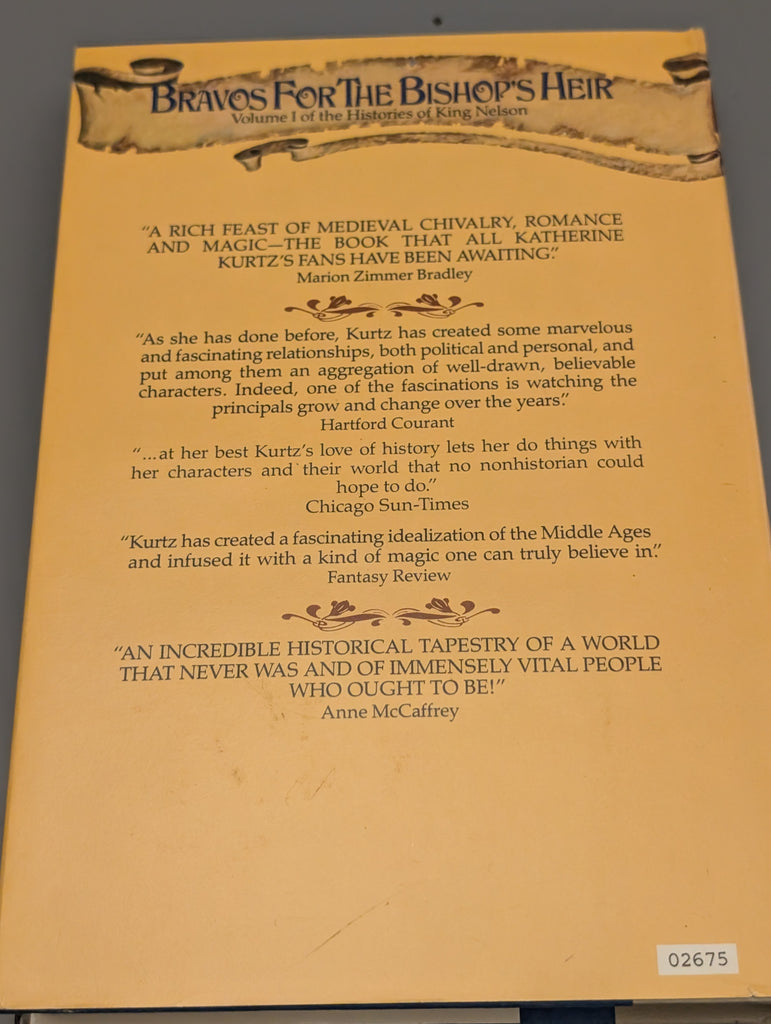 BRAVOS FOR THE BISHOP'S HEIR
Volume I of the Histories of King Nelson
"A RICH FEAST OF MEDIEVAL CHIVALRY, ROMANCE
AND MAGIC—THE BOOK THAT ALL KATHERINE
KURTZ'S FANS HAVE BEEN AWAITING."
Marion Zimmer Bradley
"As she has done before, Kurtz has created some marvelous
and fascinating relationships, both political and personal, and
put among them an aggregation of well-drawn, believable
characters. Indeed, one of the fascinations is watching the
principals grow and change over the years."
Hartford Courant
"...at her best Kurtz's love of history lets her do things with
her characters and their world that no nonhistorian could
hope to do."
Chicago Sun-Times
"Kurtz has created a fascinating idealization of the Middle Ages
and infused it with a kind of magic one can truly believe in."
Fantasy Review
"AN INCREDIBLE HISTORICAL TAPESTRY OF A WORLD
THAT NEVER WAS AND OF IMMENSELY VITAL PEOPLE
WHO OUGHT TO BE!"
Anne McCaffrey
02675